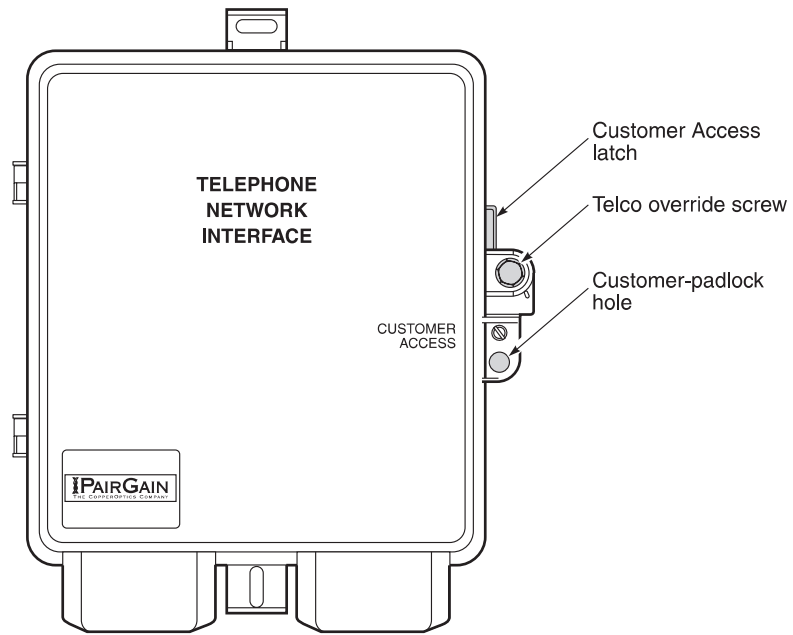 Customer Access
latch
TELEPHONE
NETWORK
INTERFACE
Telco override screw
Customer-padlock
hole
CUSTOMER
ACCESS
PAIRGAIN
THE COPPEROPTICS COMPANY